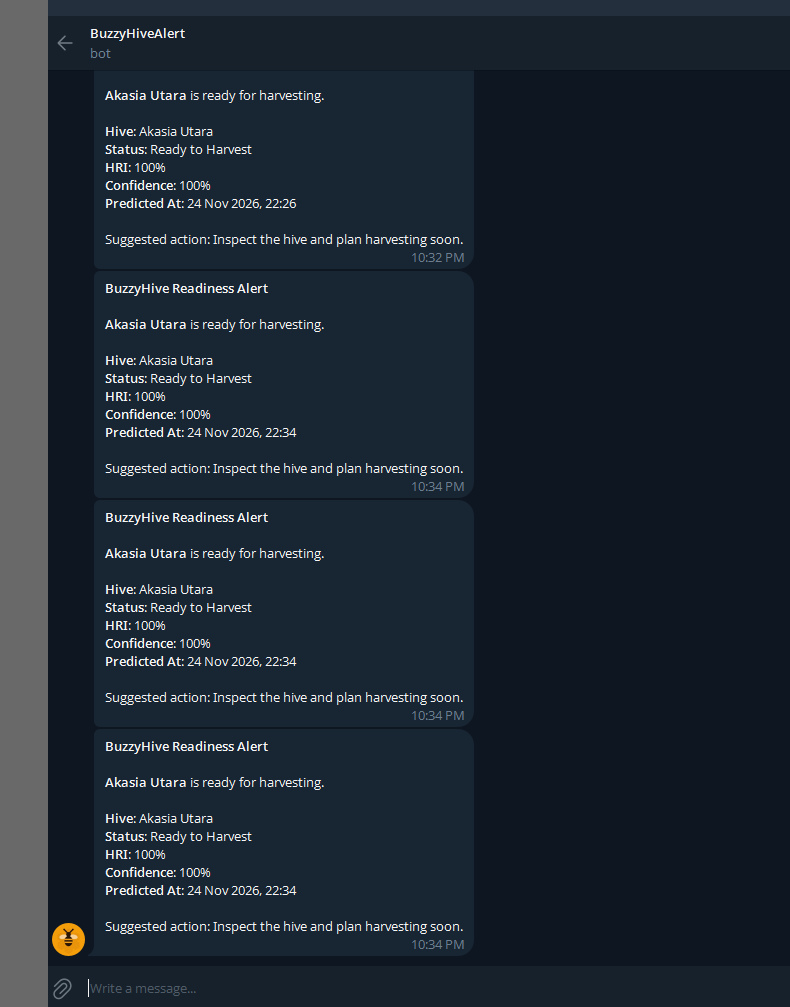 BuzzyHiveAlert
bot
Akasia Utara is ready for harvesting.
Hive: Akasia Utara
Status: Ready to Harvest
HRI: 100%
Confidence: 100%
Predicted At: 24 Nov 2026, 22:26
Suggested action: Inspect the hive and plan harvesting soon.
10:32 PM
BuzzyHive Readiness Alert
Akasia Utara is ready for harvesting.
Hive: Akasia Utara
Status: Ready to Harvest
HRI: 100%
Confidence: 100%
Predicted At: 24 Nov 2026, 22:34
Suggested action: Inspect the hive and plan harvesting soon.
10:34 PM
BuzzyHive Readiness Alert
Akasia Utara is ready for harvesting.
Hive: Akasia Utara
Status: Ready to Harvest
HRI: 100%
Confidence: 100%
Predicted At: 24 Nov 2026, 22:34
Suggested action: Inspect the hive and plan harvesting soon.
10:34 PM
BuzzyHive Readiness Alert
Akasia Utara is ready for harvesting.
Hive: Akasia Utara
Status: Ready to Harvest
HRI: 100%
Confidence: 100%
Predicted At: 24 Nov 2026, 22:34
Suggested action: Inspect the hive and plan harvesting soon.
10:34 PM
Write a message...